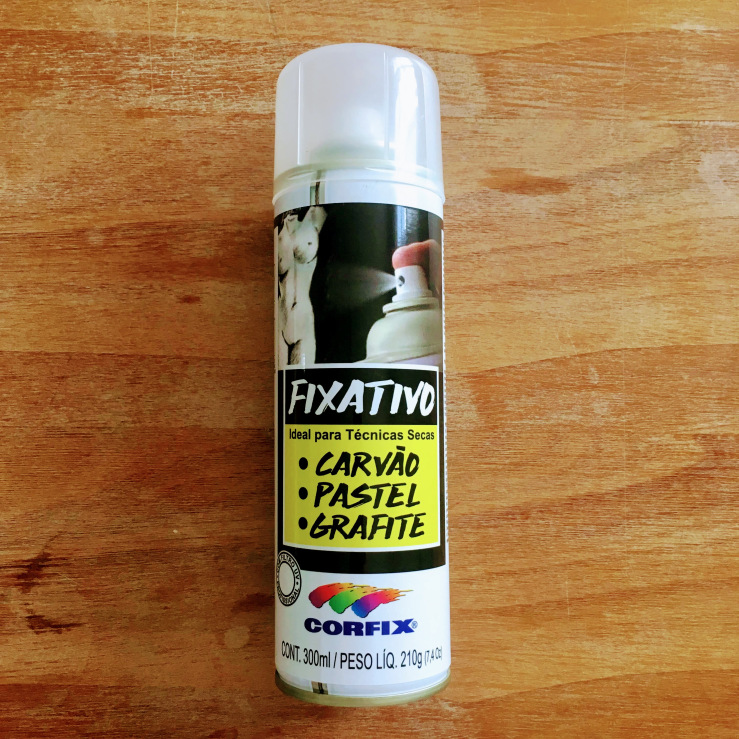 FIXATIVO
Ideal para Técnicas Secas
• CARVÃO
• PASTEL
• GRAFITE
CORFIX®
CONT. 300ml / PESO LÍQ. 210g (7,4 Oz)